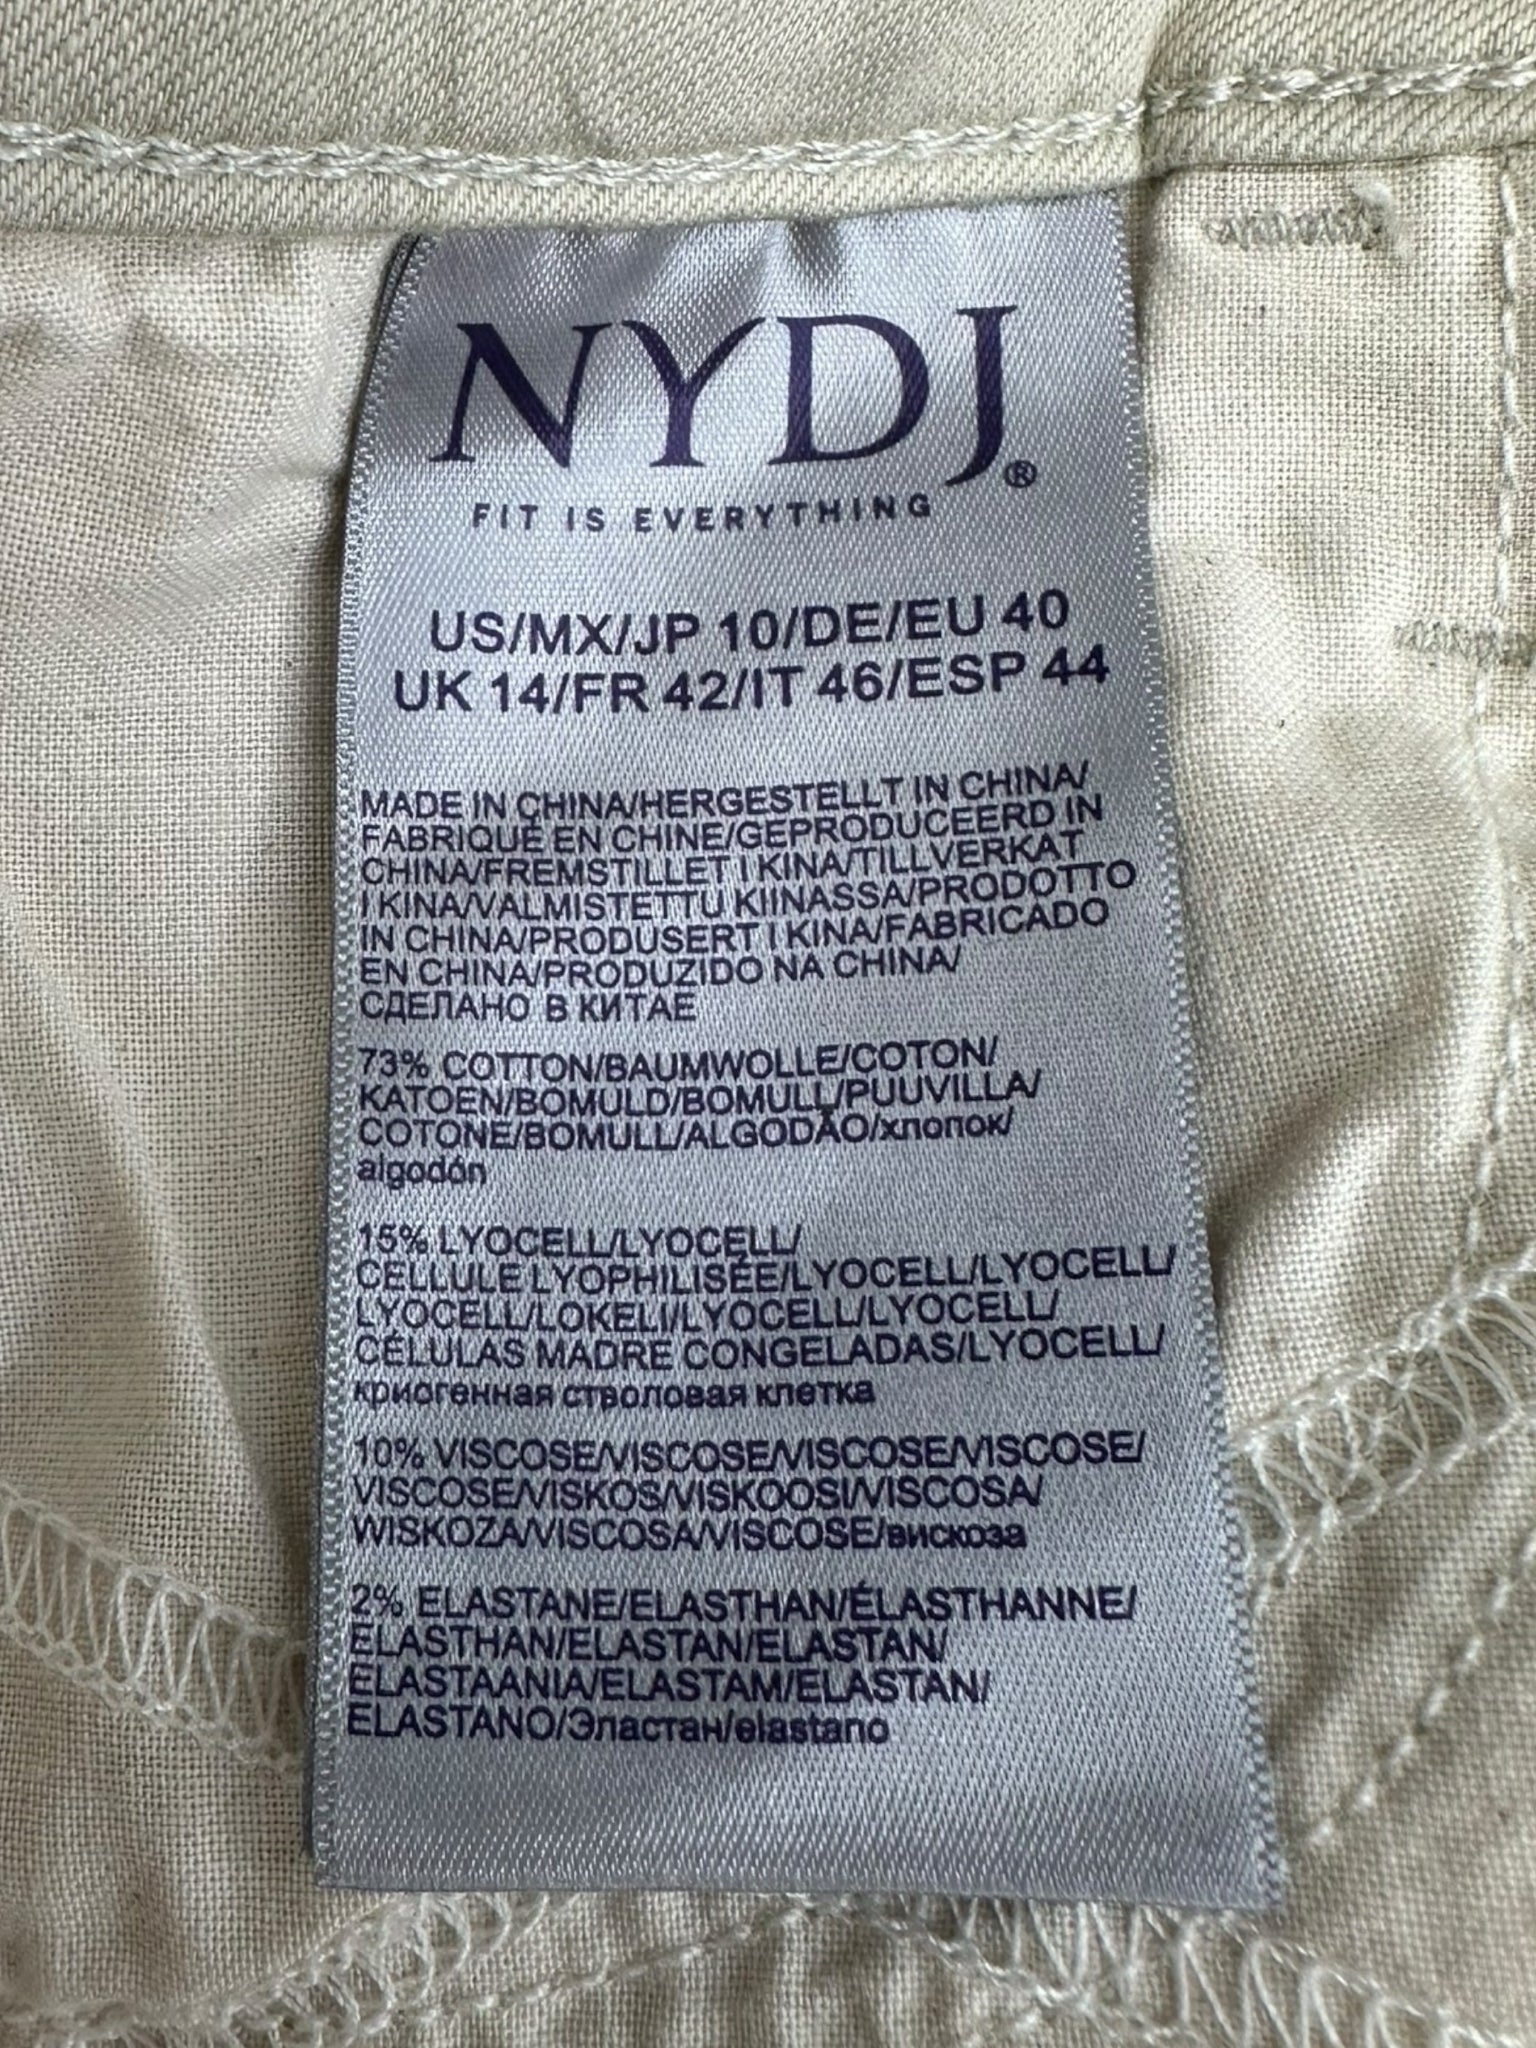 NYDJ®
FIT IS EVERYTHING
US/MX/JP 10/DE/EU 40
UK 14/FR 42/IT 46/ESP 44
MADE IN CHINA/HERGESTELLT IN CHINA/
FABRIQUÉ EN CHINE/GEPRODUCEERD IN
CHINA/FREMSTILLET I KINA/TILLVERKAT
I KINA/VALMISTETTU KIINASSA/PRODOTTO
IN CHINA/PRODUSERT I KINA/FABRICADO
EN CHINA/PRODUZIDO NA CHINA/
СДЕЛАНО В КИТАЕ
73% COTTON/BAUMWOLLE/COTON/
KATOEN/BOMULD/BOMULL/PUUVILLA/
COTONE/BOMULL/ALGODÃO/хлопок/
algodón
15% LYOCELL/LYOCELL/
CELLULE LYOPHILISÉE/LYOCELL/LYOCELL/
LYOCELL/LOKELI/LYOCELL/LYOCELL/
CÉLULAS MADRE CONGELADAS/LYOCELL/
криогенная стволовая клетка
10% VISCOSE/VISCOSE/VISCOSE/VISCOSE/
VISCOSE/VISKOS/VISKOOSI/VISCOSA/
WISKOZA/VISCOSA/VISCOSE/вискоза
2% ELASTANE/ELASTHAN/ÉLASTHANNE/
ELASTHAN/ELASTAN/ELASTAN/
ELASTAANIA/ELASTAM/ELASTAN/
ELASTANO/Эластан/elastano